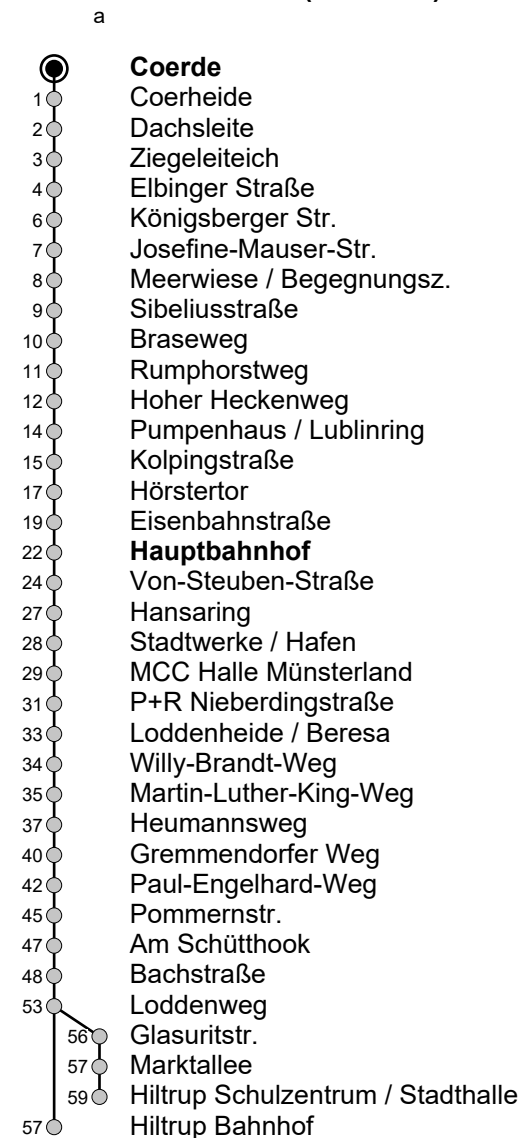 a
Coerde
1 Coerheide
2 Dachsleite
3 Ziegeleiteich
4 Elbinger Straße
6 Königsberger Str.
7 Josefine-Mauser-Str.
8 Meerwiese / Begegnungsz.
9 Sibeliusstraße
10 Braseweg
11 Rumphorstweg
12 Hoher Heckenweg
14 Pumpenhaus / Lublinring
15 Kolpingstraße
17 Hörstertor
19 Eisenbahnstraße
22 Hauptbahnhof
24 Von-Steuben-Straße
27 Hansaring
28 Stadtwerke / Hafen
29 MCC Halle Münsterland
31 P+R Nieberdingstraße
33 Loddenheide / Beresa
34 Willy-Brandt-Weg
35 Martin-Luther-King-Weg
37 Heumannsweg
40 Gremmendorfer Weg
42 Paul-Engelhard-Weg
45 Pommernstr.
47 Am Schütthook
48 Bachstraße
53 Loddenweg
56 Glasuritstr.
57 Marktallee
59 Hiltrup Schulzentrum / Stadthalle
57 Hiltrup Bahnhof